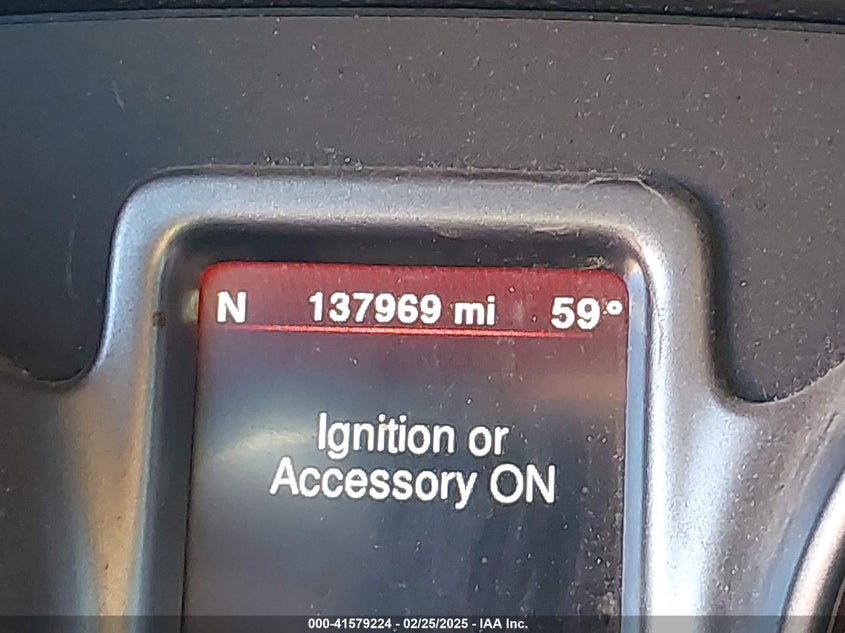 N 137969 mi 59°
Ignition or
Accessory ON
000-41579224 - 02/25/2025 - IAA Inc.